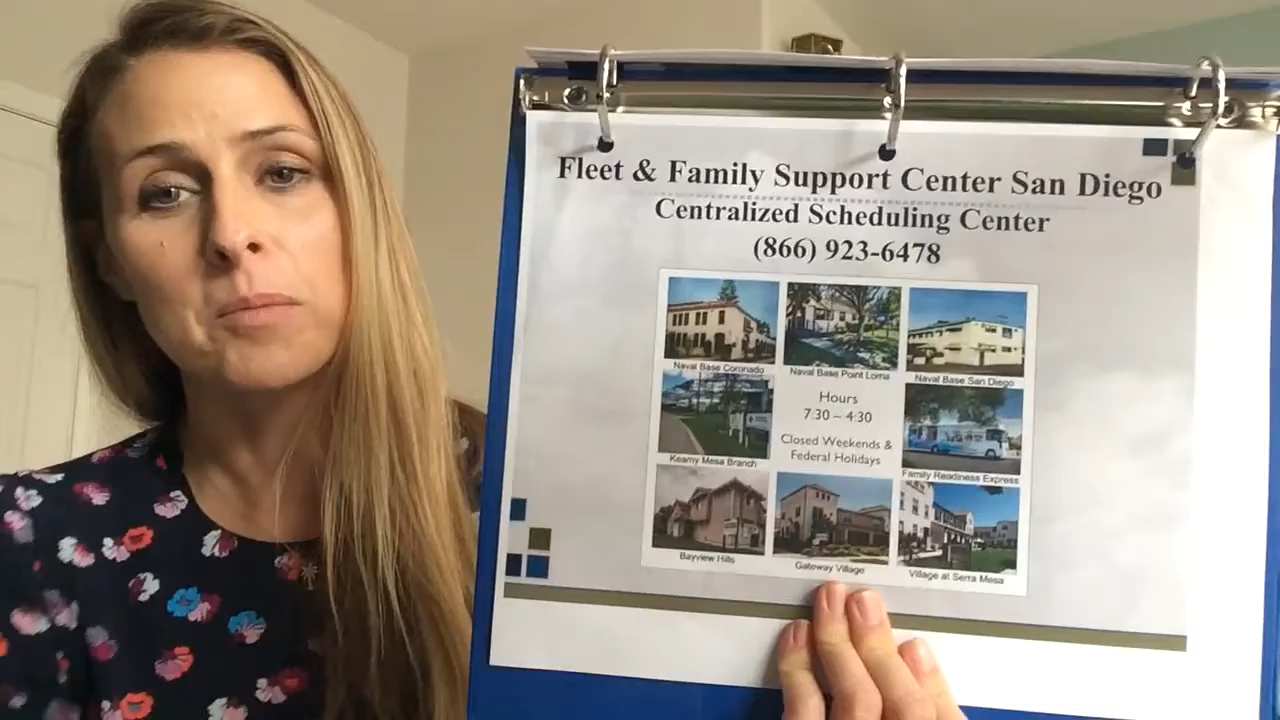 Fleet & Family Support Center San Diego
Centralized Scheduling Center
(866) 923-6478
Naval Base Coronado
Naval Base Point Loma
Naval Base San Diego
Kearny Mesa Branch
Hours
7:30 – 4:30
Closed Weekends &
Federal Holidays
Family Readiness Express
Bayview Hills
Gateway Village
Village at Serra Mesa